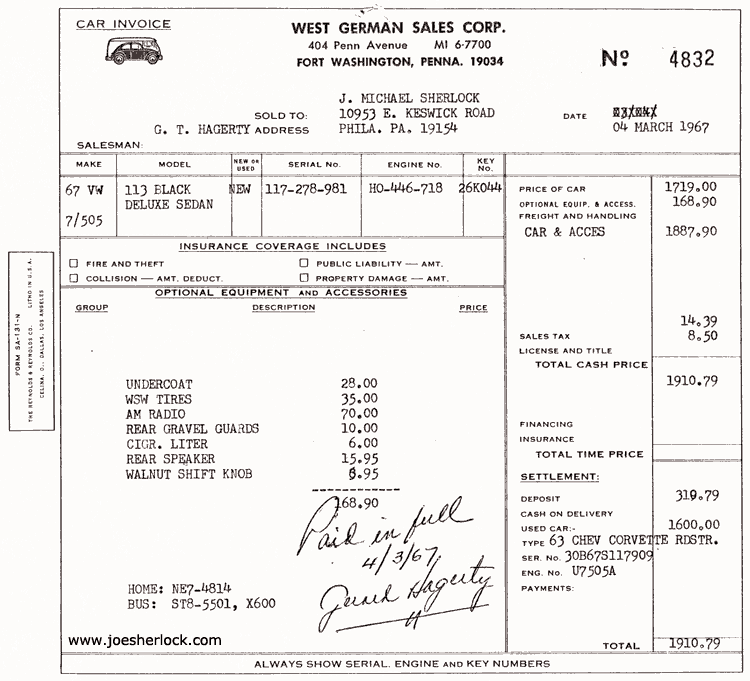 CAR INVOICE
WEST GERMAN SALES CORP.
404 Penn Avenue MI 6-7700
FORT WASHINGTON, PENNA. 19034
Nº 4832
J. MICHAEL SHERLOCK
SOLD TO: 10953 E. KESWICK ROAD
DATE
G. T. HAGERTY ADDRESS PHILA. PA. 19154
04 MARCH 1967
SALESMAN:
MAKE MODEL NEW OR USED SERIAL No. ENGINE No. KEY No.
67 VW 113 BLACK NEW 117-278-981 HO-446-718 26K044
DELUXE SEDAN
7/505
PRICE OF CAR 1719.00
OPTIONAL EQUIP. & ACCESS. 168.90
FREIGHT AND HANDLING
CAR & ACCES 1887.90
INSURANCE COVERAGE INCLUDES
FIRE AND THEFT PUBLIC LIABILITY — AMT.
COLLISION — AMT. DEDUCT. PROPERTY DAMAGE — AMT.
OPTIONAL EQUIPMENT AND ACCESSORIES
GROUP DESCRIPTION PRICE
14.39
SALES TAX 8.50
LICENSE AND TITLE
TOTAL CASH PRICE
1910.79
UNDERCOAT 28.00
WSW TIRES 35.00
AM RADIO 70.00
REAR GRAVEL GUARDS 10.00
CIGR. LITER 6.00
REAR SPEAKER 15.95
WALNUT SHIFT KNOB 3.95
168.90
FINANCING
INSURANCE
TOTAL TIME PRICE
SETTLEMENT:
DEPOSIT 310.79
CASH ON DELIVERY
USED CAR:- 1600.00
TYPE 63 CHEV CORVETTE RDSTR.
SER. No. 30B67S117909
ENG. No. U7505A
PAYMENTS:
Paid in full
4/3/67
Gerard Hagerty
HOME: NE7-4814
BUS: ST8-5501, X600
www.joesherlock.com
TOTAL 1910.79
ALWAYS SHOW SERIAL, ENGINE AND KEY NUMBERS
FORM SA-131-N LITHO IN U.S.A.
THE REYNOLDS & REYNOLDS CO.
CELINA, O., DALLAS, LOS ANGELES